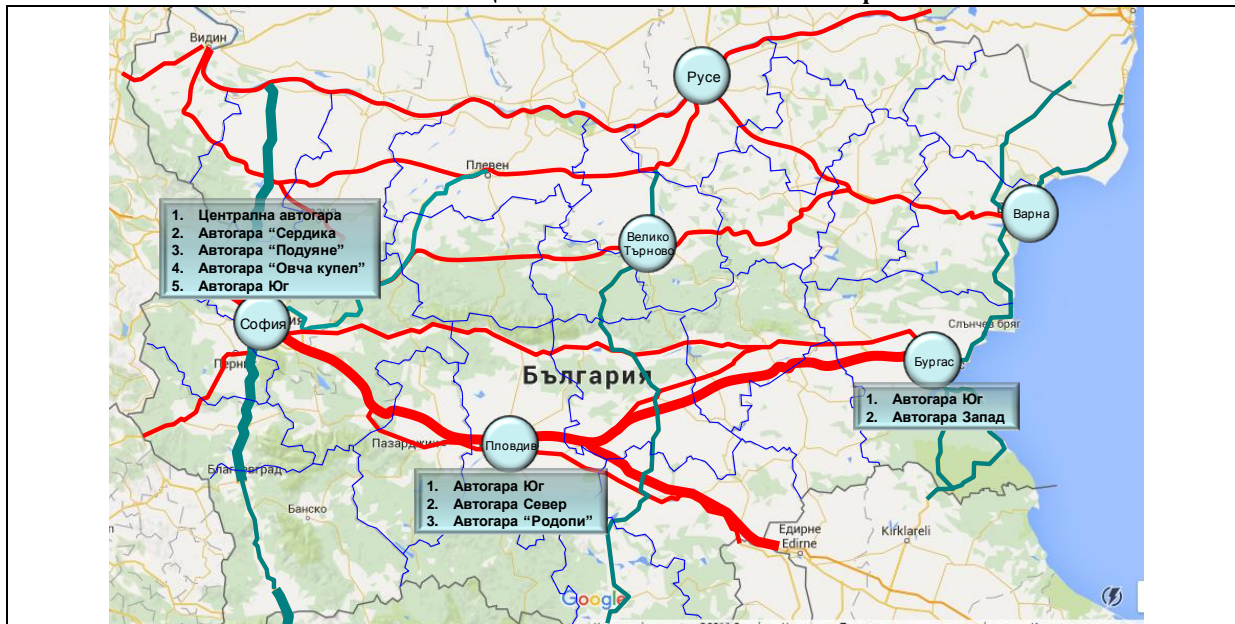 Видин
Русе
Плевен
1. Централна автогара
2. Автогара “Сердика
3. Автогара “Подуяне”
4. Автогара “Овча купел”
5. Автогара Юг
Варна
Велико
Търново
София
Слънчев бряг
Бургас
България
1. Автогара Юг
2. Автогара Запад
Пазарджик
Пловдив
Благоевград
1. Автогара Юг
2. Автогара Север
3. Автогара “Родопи”
Банско
Едирне
Edirne
Kirklareli
Google